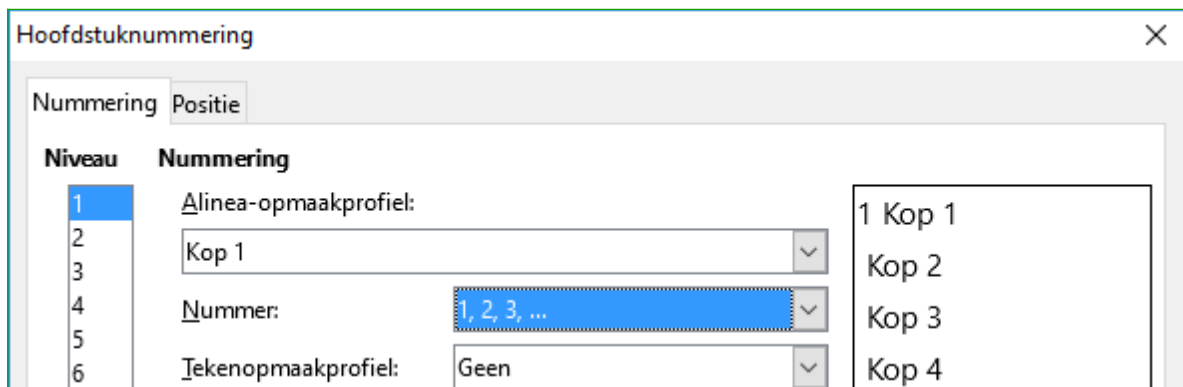 Hoofdstuknummering
Nummering Positie
Niveau Nummering
1 Alinea-opmaakprofiel: 1 Kop 1
2 Kop 1 Kop 2
3
4 Nummer: 1, 2, 3, ... Kop 3
5
6 Tekenopmaakprofiel: Geen Kop 4